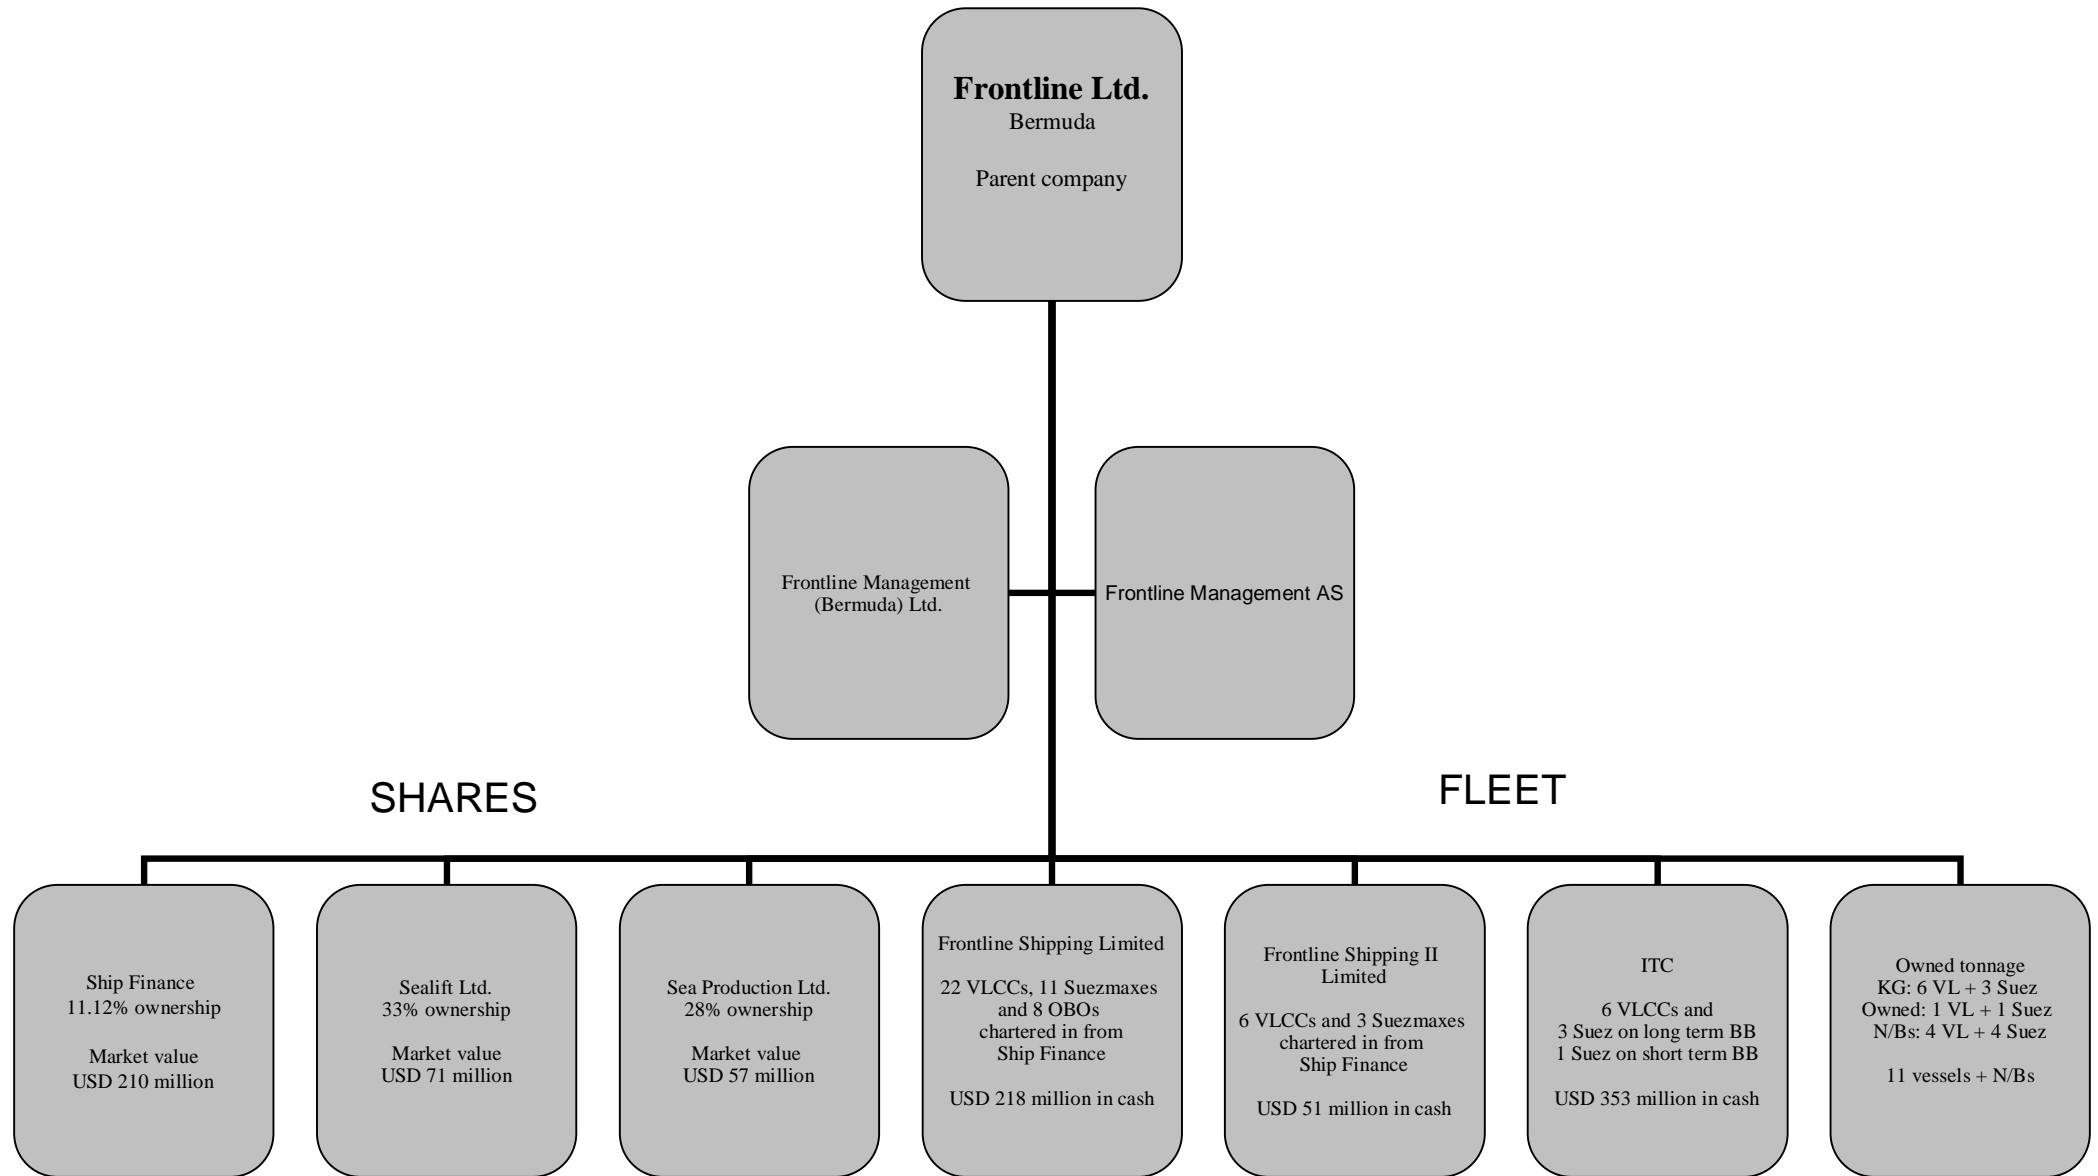 Frontline Ltd.
Bermuda
Parent company
Frontline Management
(Bermuda) Ltd.
Frontline Management AS
SHARES
FLEET
Ship Finance
11.12% ownership
Market value
USD 210 million
Sealift Ltd.
33% ownership
Market value
USD 71 million
Sea Production Ltd.
28% ownership
Market value
USD 57 million
Frontline Shipping Limited
22 VLCCs, 11 Suezmaxes
and 8 OBOs
chartered in from
Ship Finance
USD 218 million in cash
Frontline Shipping II
Limited
6 VLCCs and 3 Suezmaxes
chartered in from
Ship Finance
USD 51 million in cash
ITC
6 VLCCs and
3 Suez on long term BB
1 Suez on short term BB
USD 353 million in cash
Owned tonnage
KG: 6 VL + 3 Suez
Owned: 1 VL + 1 Suez
N/Bs: 4 VL + 4 Suez
11 vessels + N/Bs